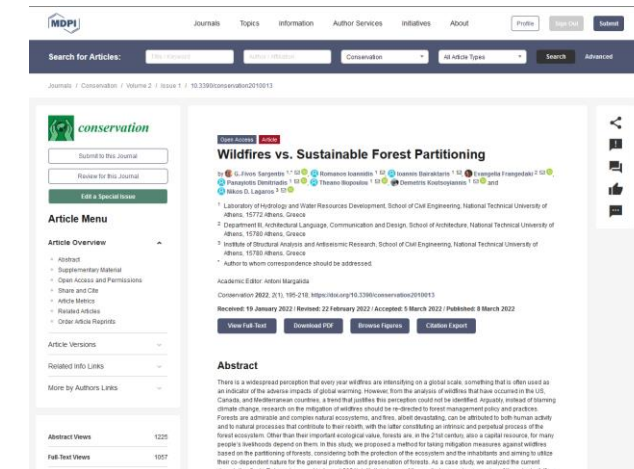 MDPI
Journals Topics Information Author Services Initiatives About Profile Sign Out Submit
Search for Articles: Title / Keyword Author / Affiliation Conservation All Article Types Search Advanced
Journals / Conservation / Volume 2 / Issue 1 / 10.3390/conservation2010013
conservation
Submit to this Journal
Review for this Journal
Edit a Special Issue
Article Menu
Article Overview
Abstract
Supplementary Material
Open Access and Permissions
Share and Cite
Article Metrics
Related Articles
Order Article Reprints
Article Versions
Related Info Links
More by Authors Links
Abstract Views 1225
Full-Text Views 1057
Open Access Article
Wildfires vs. Sustainable Forest Partitioning
by G.-Fivos Sargentis 1,*, Romanos Ioannidis 1, Ioannis Bairaktaris 1, Evangelia Frangedaki 2,
Panayiotis Dimitriadis 1, Theano Iliopoulou 1, Demetris Koutsoyiannis 1 and
Nikos D. Lagaros 3
1 Laboratory of Hydrology and Water Resources Development, School of Civil Engineering, National Technical University of
Athens, 15772 Athens, Greece
2 Department III, Architectural Language, Communication and Design, School of Architecture, National Technical University of
Athens, 15780 Athens, Greece
3 Institute of Structural Analysis and Antiseismic Research, School of Civil Engineering, National Technical University of
Athens, 15780 Athens, Greece
* Author to whom correspondence should be addressed.
Academic Editor: Antoni Margalida
Conservation 2022, 2(1), 195-218; https://doi.org/10.3390/conservation2010013
Received: 19 January 2022 / Revised: 22 February 2022 / Accepted: 5 March 2022 / Published: 8 March 2022
View Full-Text Download PDF Browse Figures Citation Export
Abstract
There is a widespread perception that every year wildfires are intensifying on a global scale, something that is often used as
an indicator of the adverse impacts of global warming. However, from the analysis of wildfires that have occurred in the US,
Canada, and Mediterranean countries, a trend that justifies this perception could not be identified. Arguably, instead of blaming
climate change, research on the mitigation of wildfires should be re-directed to forest management policy and practices.
Forests are admirable and complex natural ecosystems, and fires, albeit devastating, can be attributed to both human activity
and to natural processes that contribute to their rebirth, with the latter constituting an intrinsic and perpetual process of the
forest ecosystem. Other than their important ecological value, forests are, in the 21st century, also a capital resource, for many
people's livelihoods depend on them. In this study, we proposed a method for taking mitigation measures against wildfires
based on the partitioning of forests, considering both the protection of the ecosystem and the inhabitants and aiming to utilize
their co-dependent nature for the general protection and preservation of forests. As a case study, we analyzed the current